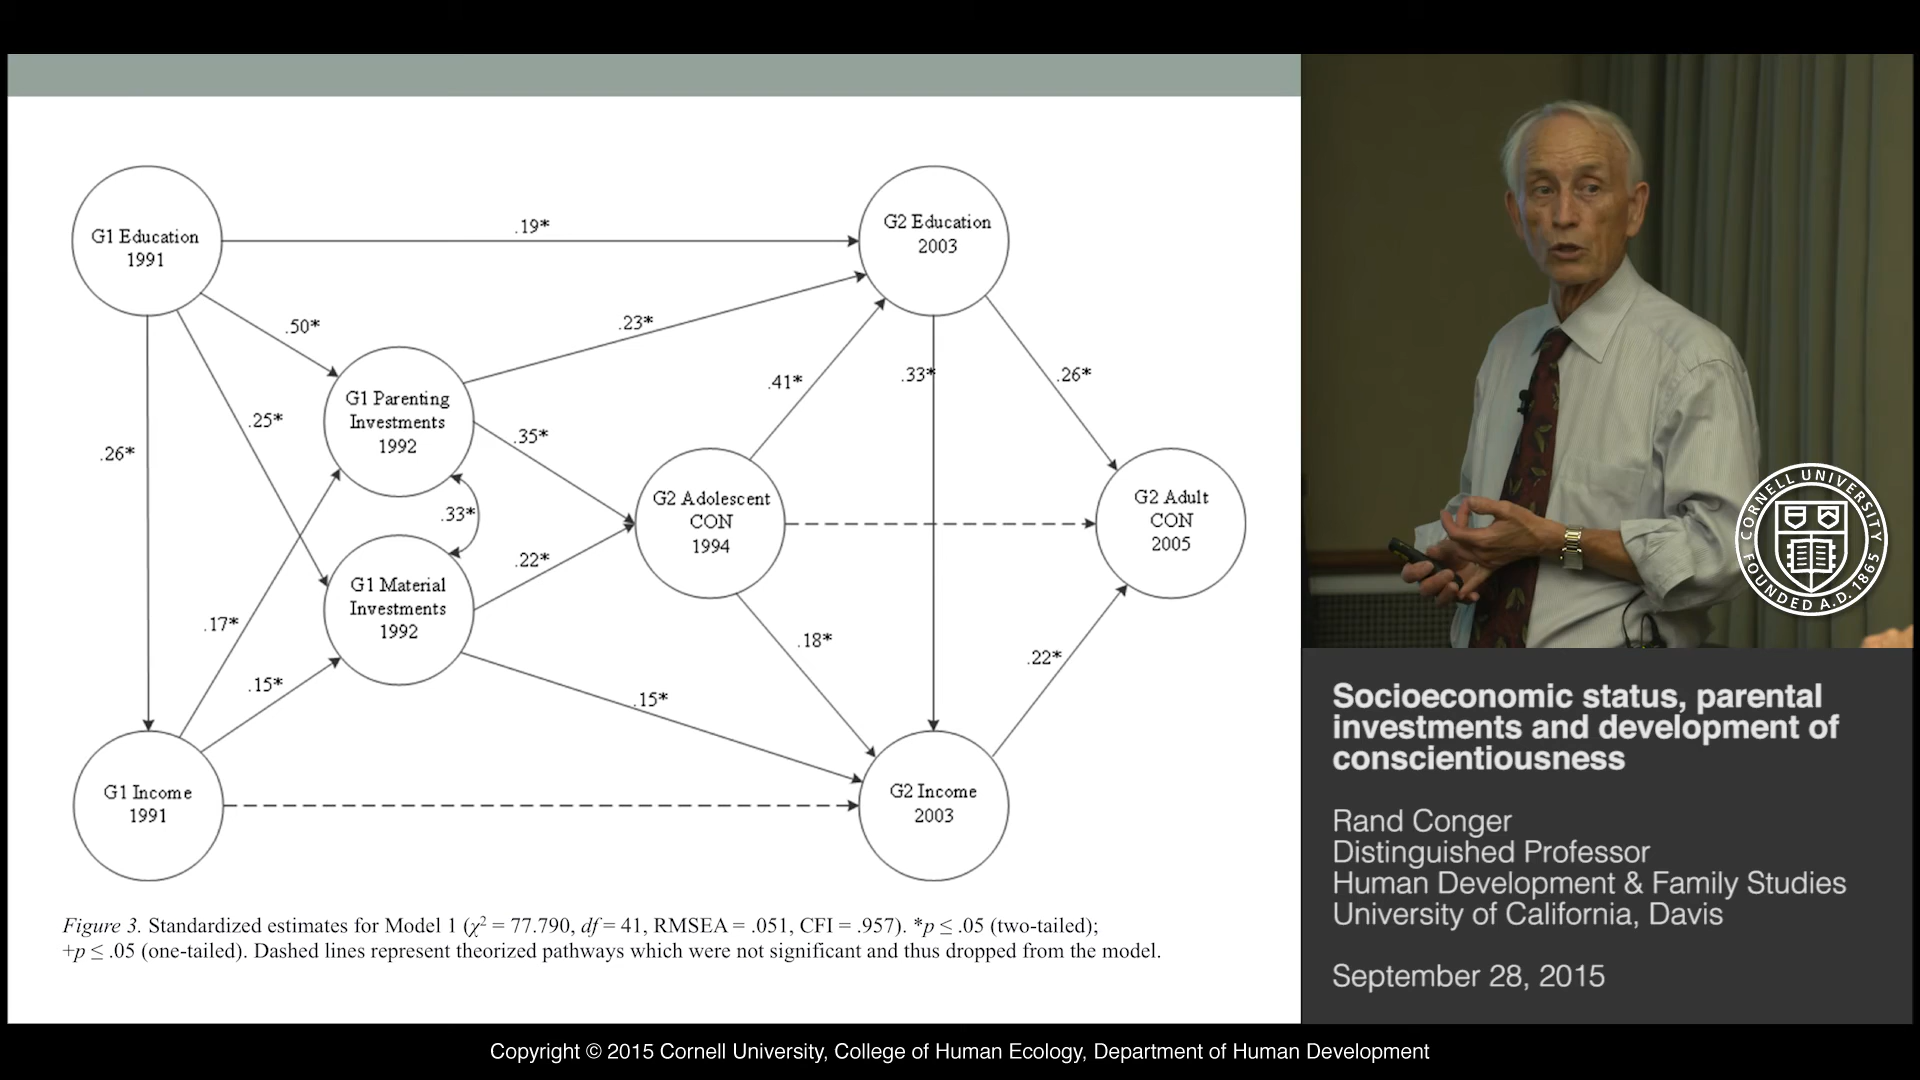 G1 Education
1991
.19*
G2 Education
2003
.50*
.23*
G1 Parenting
Investments
1992
.25*
.26*
.41*
.33*
.26*
.35*
.33*
G2 Adolescent
CON
1994
G2 Adult
CON
2005
G1 Material
Investments
1992
.22*
.17*
.15*
.18*
.22*
.15*
G1 Income
1991
G2 Income
2003
Figure 3. Standardized estimates for Model 1 (χ² = 77.790, df = 41, RMSEA = .051, CFI = .957). *p ≤ .05 (two-tailed);
+p ≤ .05 (one-tailed). Dashed lines represent theorized pathways which were not significant and thus dropped from the model.
CORNELL UNIVERSITY
FOUNDED A.D. 1865
Socioeconomic status, parental
investments and development of
conscientiousness
Rand Conger
Distinguished Professor
Human Development & Family Studies
University of California, Davis
September 28, 2015
Copyright © 2015 Cornell University, College of Human Ecology, Department of Human Development